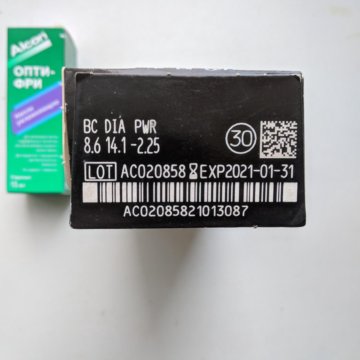 Alcon
ОПТИ-
ФРИ
BC DIA PWR
8.6 14.1 -2.25
30
LOT AC020858 EXP2021-01-31
AC02085821013087